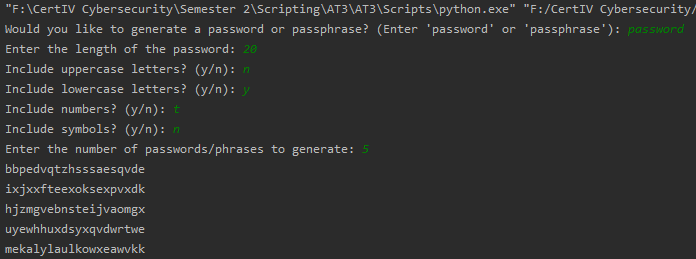 "F:\CertIV Cybersecurity\Semester 2\Scripting\AT3\AT3\Scripts\python.exe" "F:/CertIV Cybersecurity/
Would you like to generate a password or passphrase? (Enter 'password' or 'passphrase'): password
Enter the length of the password: 20
Include uppercase letters? (y/n): n
Include lowercase letters? (y/n): y
Include numbers? (y/n): t
Include symbols? (y/n): n
Enter the number of passwords/phrases to generate: 5
bbpedvqtzhsssaesqvde
ixjxxfteexoksexpvxdk
hjzmgvebnsteijvaomgx
uyewhhuxdsyxqvdwrtwe
mekalylaulkowxeawvkk